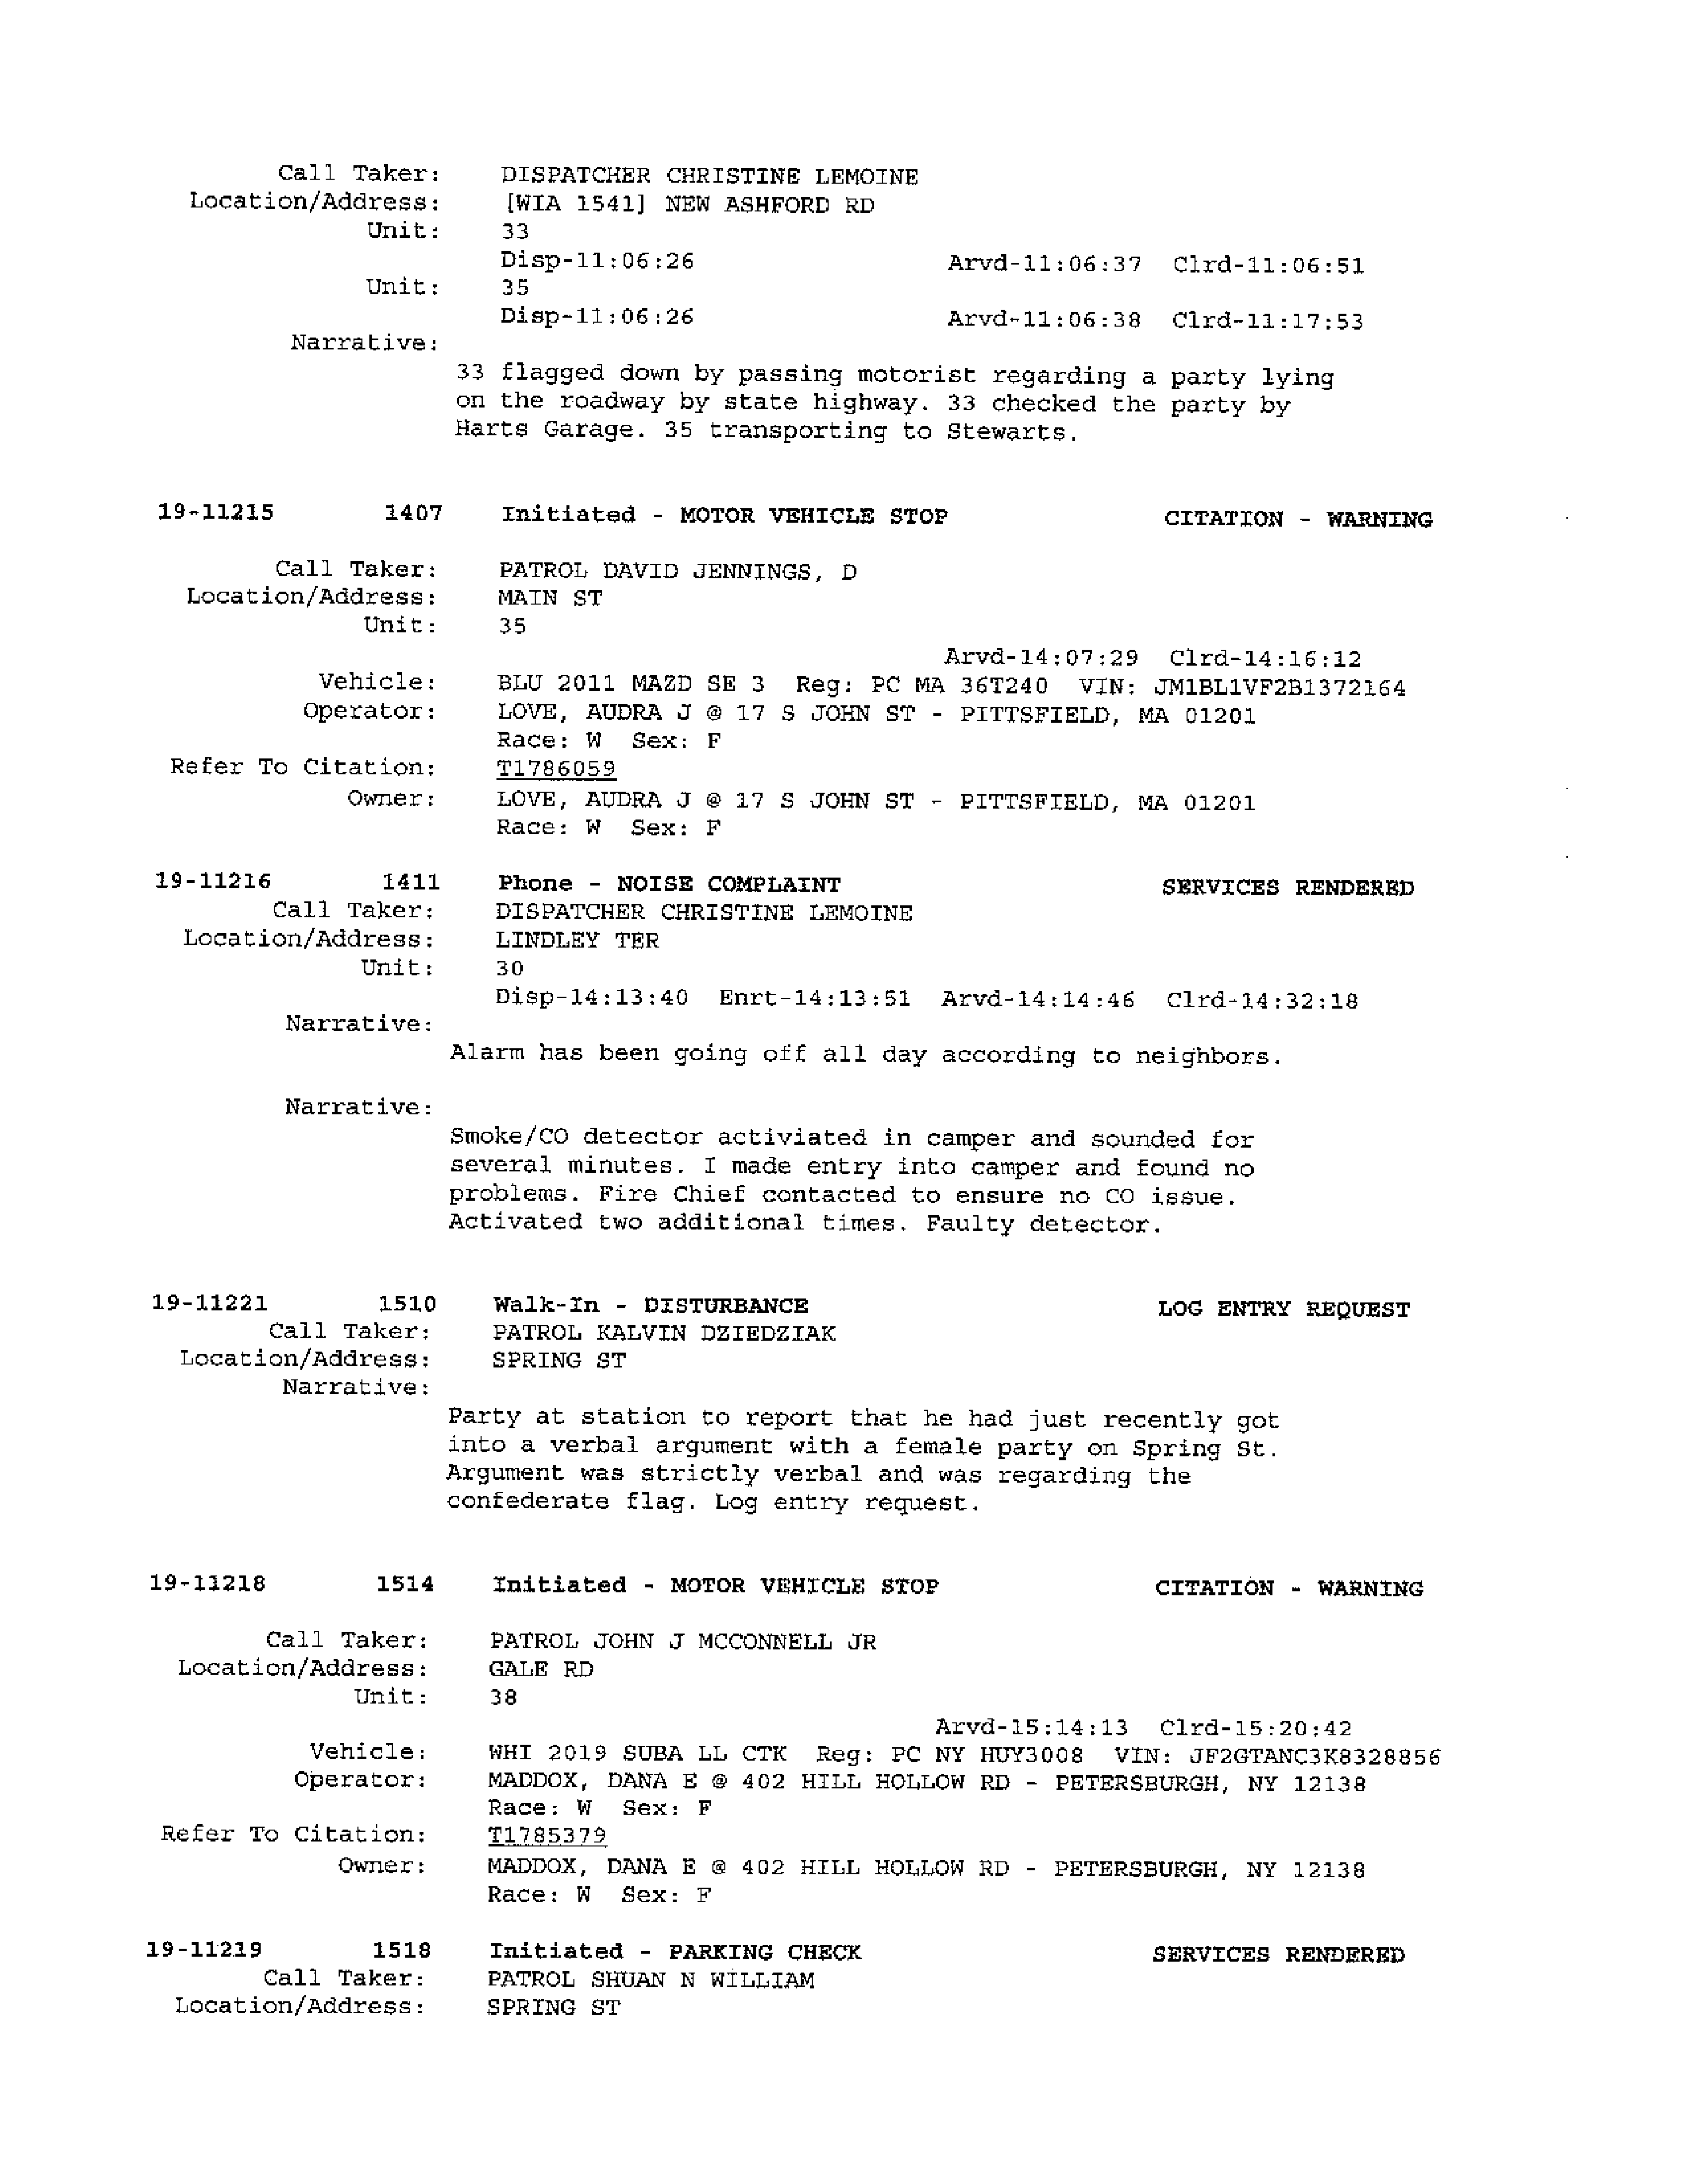 Call Taker: DISPATCHER CHRISTINE LEMOINE
Location/Address: [WIA 1541] NEW ASHFORD RD
Unit: 33
Disp-11:06:26 Arvd-11:06:37 Clrd-11:06:51
Unit: 35
Disp-11:06:26 Arvd-11:06:38 Clrd-11:17:53
Narrative:
33 flagged down by passing motorist regarding a party lying
on the roadway by state highway. 33 checked the party by
Harts Garage. 35 transporting to Stewarts.
19-11215 1407 Initiated - MOTOR VEHICLE STOP CITATION - WARNING
Call Taker: PATROL DAVID JENNINGS, D
Location/Address: MAIN ST
Unit: 35
Arvd-14:07:29 Clrd-14:16:12
Vehicle: BLU 2011 MAZD SE 3 Reg: PC MA 36T240 VIN: JM1BL1VF2B1372164
Operator: LOVE, AUDRA J @ 17 S JOHN ST - PITTSFIELD, MA 01201
Race: W Sex: F
Refer To Citation: T1786059
Owner: LOVE, AUDRA J @ 17 S JOHN ST - PITTSFIELD, MA 01201
Race: W Sex: F
19-11216 1411 Phone - NOISE COMPLAINT SERVICES RENDERED
Call Taker: DISPATCHER CHRISTINE LEMOINE
Location/Address: LINDLEY TER
Unit: 30
Disp-14:13:40 Enrt-14:13:51 Arvd-14:14:46 Clrd-14:32:18
Narrative:
Alarm has been going off all day according to neighbors.
Narrative:
Smoke/CO detector activiated in camper and sounded for
several minutes. I made entry into camper and found no
problems. Fire Chief contacted to ensure no CO issue.
Activated two additional times. Faulty detector.
19-11221 1510 Walk-In - DISTURBANCE LOG ENTRY REQUEST
Call Taker: PATROL KALVIN DZIEDZIAK
Location/Address: SPRING ST
Narrative:
Party at station to report that he had just recently got
into a verbal argument with a female party on Spring St.
Argument was strictly verbal and was regarding the
confederate flag. Log entry request.
19-11218 1514 Initiated - MOTOR VEHICLE STOP CITATION - WARNING
Call Taker: PATROL JOHN J MCCONNELL JR
Location/Address: GALE RD
Unit: 38
Arvd-15:14:13 Clrd-15:20:42
Vehicle: WHI 2019 SUBA LL CTK Reg: PC NY HUY3008 VIN: JF2GTANC3K8328856
Operator: MADDOX, DANA E @ 402 HILL HOLLOW RD - PETERSBURGH, NY 12138
Race: W Sex: F
Refer To Citation: T1785379
Owner: MADDOX, DANA E @ 402 HILL HOLLOW RD - PETERSBURGH, NY 12138
Race: W Sex: F
19-11219 1518 Initiated - PARKING CHECK SERVICES RENDERED
Call Taker: PATROL SHUAN N WILLIAM
Location/Address: SPRING ST